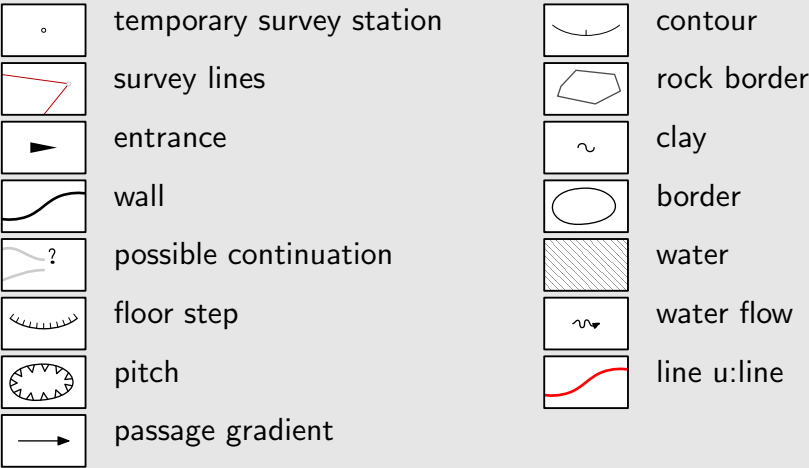 temporary survey station
survey lines
entrance
wall
?
possible continuation
floor step
pitch
passage gradient
contour
rock border
clay
border
water
water flow
line u:line